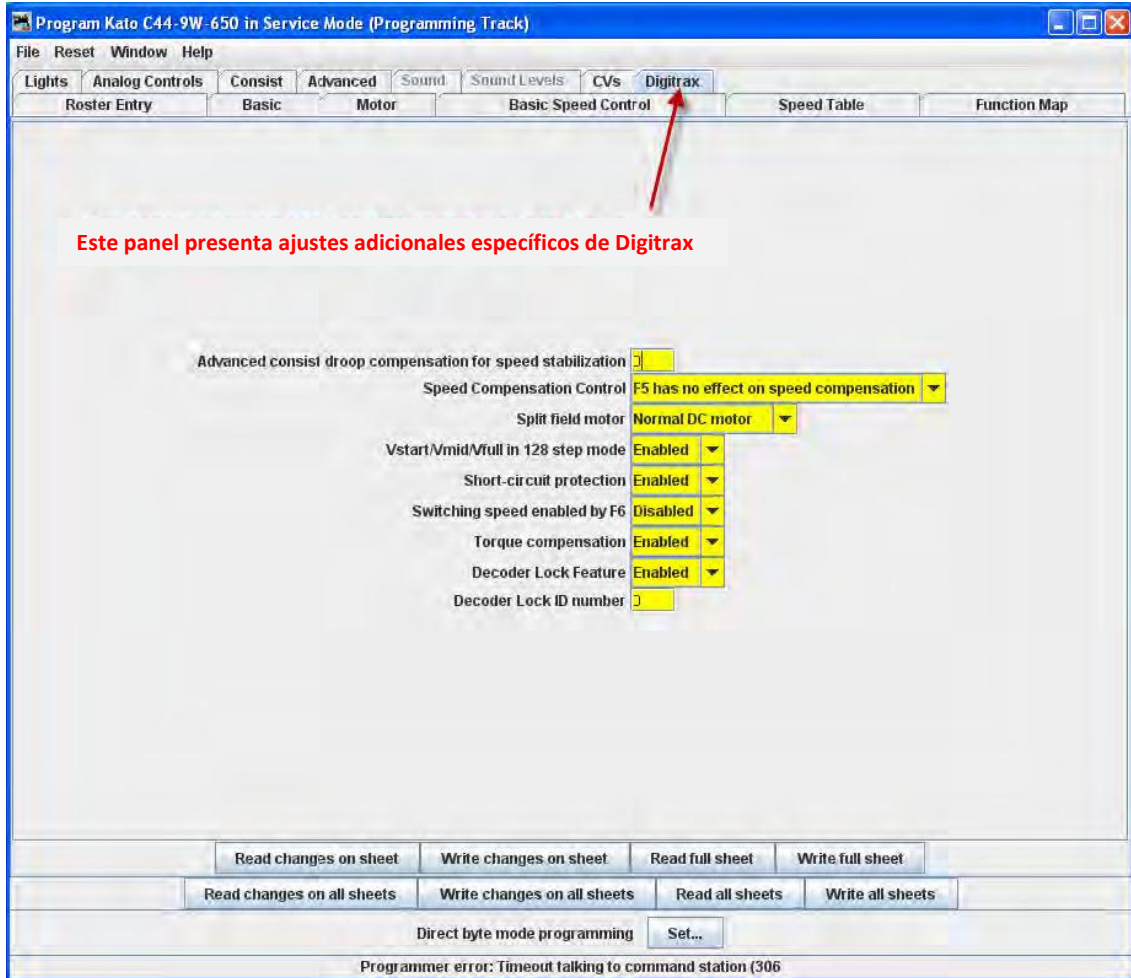 Program Kato C44-9W-650 in Service Mode (Programming Track)
File Reset Window Help
Lights Analog Controls Consist Advanced Sound Sound Levels CVs Digitrax
Roster Entry Basic Motor Basic Speed Control Speed Table Function Map
Este panel presenta ajustes adicionales específicos de Digitrax
Advanced consist droop compensation for speed stabilization
Speed Compensation Control F5 has no effect on speed compensation
Split field motor Normal DC motor
Vstart/Vmid/Vfull in 128 step mode Enabled
Short-circuit protection Enabled
Switching speed enabled by F6 Disabled
Torque compensation Enabled
Decoder Lock Feature Enabled
Decoder Lock ID number
Read changes on sheet Write changes on sheet Read full sheet Write full sheet
Read changes on all sheets Write changes on all sheets Read all sheets Write all sheets
Direct byte mode programming Set...
Programmer error: Timeout talking to command station (306